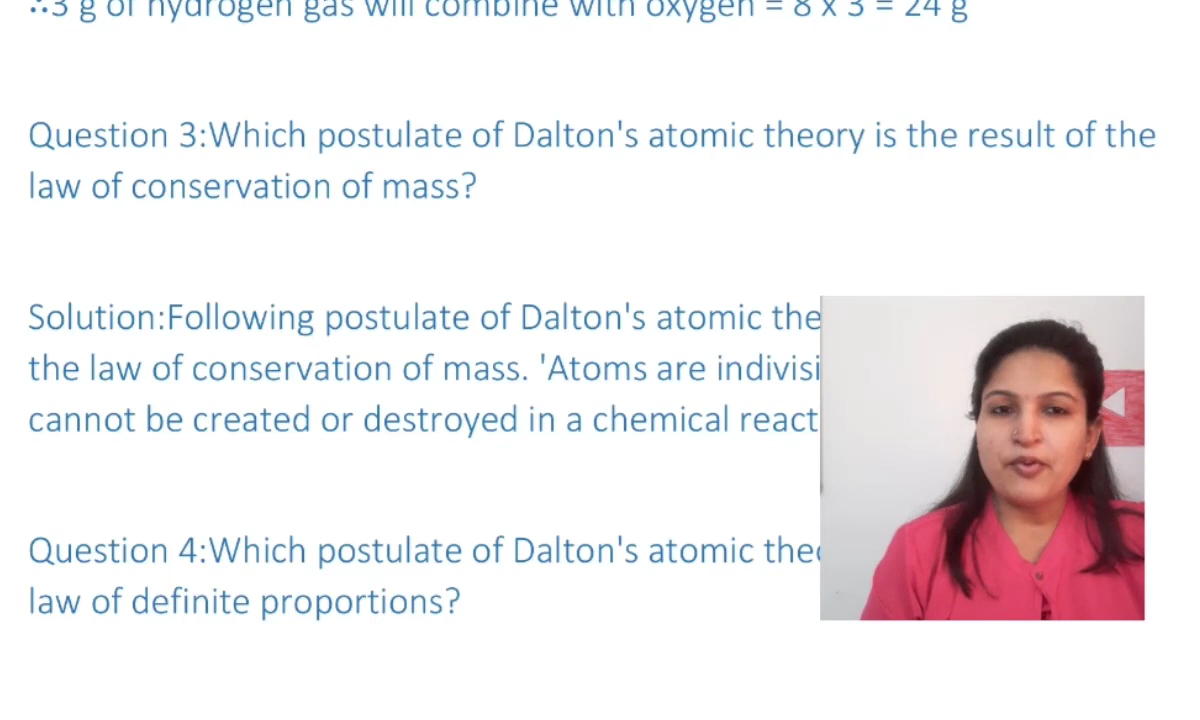 ∴3 g of hydrogen gas will combine with oxygen = 8 x 3 = 24 g
Question 3:Which postulate of Dalton's atomic theory is the result of the
law of conservation of mass?
Solution:Following postulate of Dalton's atomic the
the law of conservation of mass. 'Atoms are indivisi
cannot be created or destroyed in a chemical react
Question 4:Which postulate of Dalton's atomic theo
law of definite proportions?